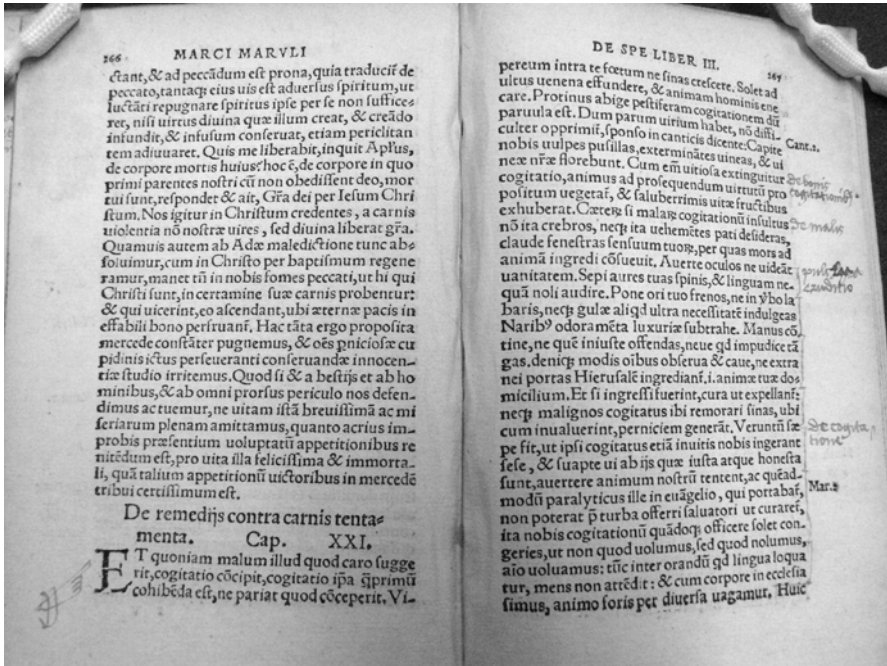 266 MARCI MARVLI
ctant,& ad peccãdum est prona,quia traducit̃ de
peccato,tantaq; eius uis est aduersus spiritum,ut
luctãti repugnare spiritus ipse per se non suffice=
ret, nisi uirtus diuina quæ illum creat, & creãdo
infundit,& infusum conseruat, etiam periclitan
tem adiuuaret. Quis me liberabit,inquit Apl'us,
de corpore mortis huius: hoc ẽ,de corpore in quo
primi parentes nostri cũ non obedissent deo,mor
tui sunt,respondet & ait, Gr̃a dei per Iesum Chri
stum. Nos igitur in Christum credentes, a carnis
uiolentia nõ nostræ uires, sed diuina liberat gr̃a.
Quamuis autem ab Adæ maledictione tunc ab=
soluimur,cum in Christo per baptismum regene
ramur,manet tñ in nobis fomes peccati,ut hi qui
Christi sunt,in certamine suæ carnis probentur:
& qui uicerint,eo ascendant,ubi æternæ pacis in
effabili bono perfruant̃. Hac tãta ergo proposita
mercede constãter pugnemus, & oẽs p̱niciosæ cu
pidinis ictus perseueranti conseruandæ innocen=
tiæ studio irritemus.Quod si & a bestijs et ab ho
minibus,& ab omni prorsus periculo nos defen=
dimus ac tuemur,ne uitam istã breuissimã ac mi
seriarum plenam amittamus,quanto acrius im=
probis præsentium uoluptatũ appetitionibus re
nitẽdum est,pro uita illa felicissima & immorta=
li, quã talium appetitionũ uictoribus in mercedẽ
tribui certissimum est.
De remedijs contra carnis tenta=
menta. Cap. XXI.
ET quoniam malum illud quod caro sugge
rit,cogitatio cõcipit,cogitatio ip̃a q̃primũ
cohibẽda est,ne pariat quod cõceperit. Vi=
DE SPE LIBER III. 267
pereum intra te fœtum ne sinas crescere. Solet ad
ultus uenena effundere, & animam hominis ene
care. Protinus abige pestiferam cogitationem dũ
paruula est. Dum parum uirium habet, nõ diffi=
culter opprimit̃,sponso in canticis dicente:Capite Cant.2.
nobis uulpes pusillas,exterminãtes uineas, & ui
neæ nr̃æ florebunt. Cum em̃ uitiosa extinguitur de bonis
cogitatio,animus ad prosequendum uirtutũ pro cogitationib.
positum uegetat̃, & saluberrimis uitæ fructibus
exhuberat. Cæteꝝ si malaꝝ cogitationũ insultus de malis
nõ ita crebros, neq; ita uehemẽtes pati desideras,
claude fenestras sensuum tuoꝝ,per quas mors ad
animã ingredi cõsueuit. Auerte oculos ne uideãt
uanitatem.Sepi aures tuas spinis,& linguam ne=
quã noli audire. Pone ori tuo frenos,ne in ỹbo la
baris,neq; gulæ aliqd ultra necessitatẽ indulgeas
Naribꝰ odoramẽta luxuriæ subtrahe. Manus cõ=
tine,ne quẽ iniuste offendas,neue qd impudice tã
gas.deniq; modis oĩbus obserua & caue,ne extra
nei portas Hierusalẽ ingrediant̃.i.animæ tuæ do=
micilium. Et si ingressi fuerint,cura ut expellant̃:
neq; malignos cogitatus ibi remorari sinas, ubi
cum inualuerint,perniciem generãt. Veruntñ sæ de cogita
pe fit,ut ipsi cogitatus etiã inuitis nobis ingerant tione
sese, & suapte ui ab ijs quæ iusta atque honesta
sunt,auertere animum nostrũ tentent,ac quẽad=
modũ paralyticus ille in euãgelio, qui portabat̃, Mar.2
non poterat p̃ turba offerri saluatori ut curaret̃,
ita nobis cogitationũ quãdoq; officere solet con=
geries,ut non quod uolumus,sed quod nolumus,
aĩo uoluamus: tũc inter orandũ qd lingua loqua
tur, mens non attẽdit: & cum corpore in ecclesia
simus, animo foris per diuersa uagamur. Huic